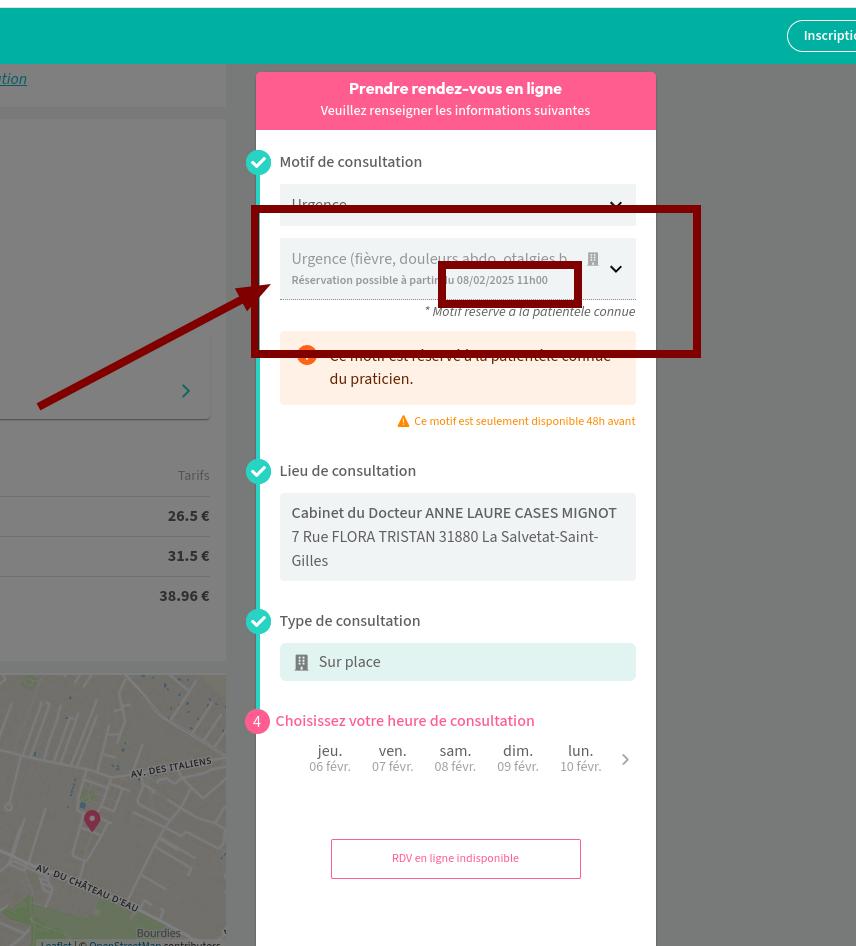 Inscriptio
ation
Prendre rendez-vous en ligne
Veuillez renseigner les informations suivantes
Motif de consultation
Urgence
Urgence (fièvre, douleurs abdo, otalgies b
Réservation possible à partir du 08/02/2025 11h00
* Motif réservé à la patientèle connue
Ce motif est réservé à la patientèle connue
du praticien.
Ce motif est seulement disponible 48h avant
Tarifs
26.5 €
31.5 €
38.96 €
Lieu de consultation
Cabinet du Docteur ANNE LAURE CASES MIGNOT
7 Rue FLORA TRISTAN 31880 La Salvetat-Saint-
Gilles
Type de consultation
Sur place
4 Choisissez votre heure de consultation
jeu. ven. sam. dim. lun.
06 févr. 07 févr. 08 févr. 09 févr. 10 févr.
RDV en ligne indisponible
AV. DES ITALIENS
AV. DU CHÂTEAU D'EAU
Bourdies
Leaflet | © OpenStreetMap contributors